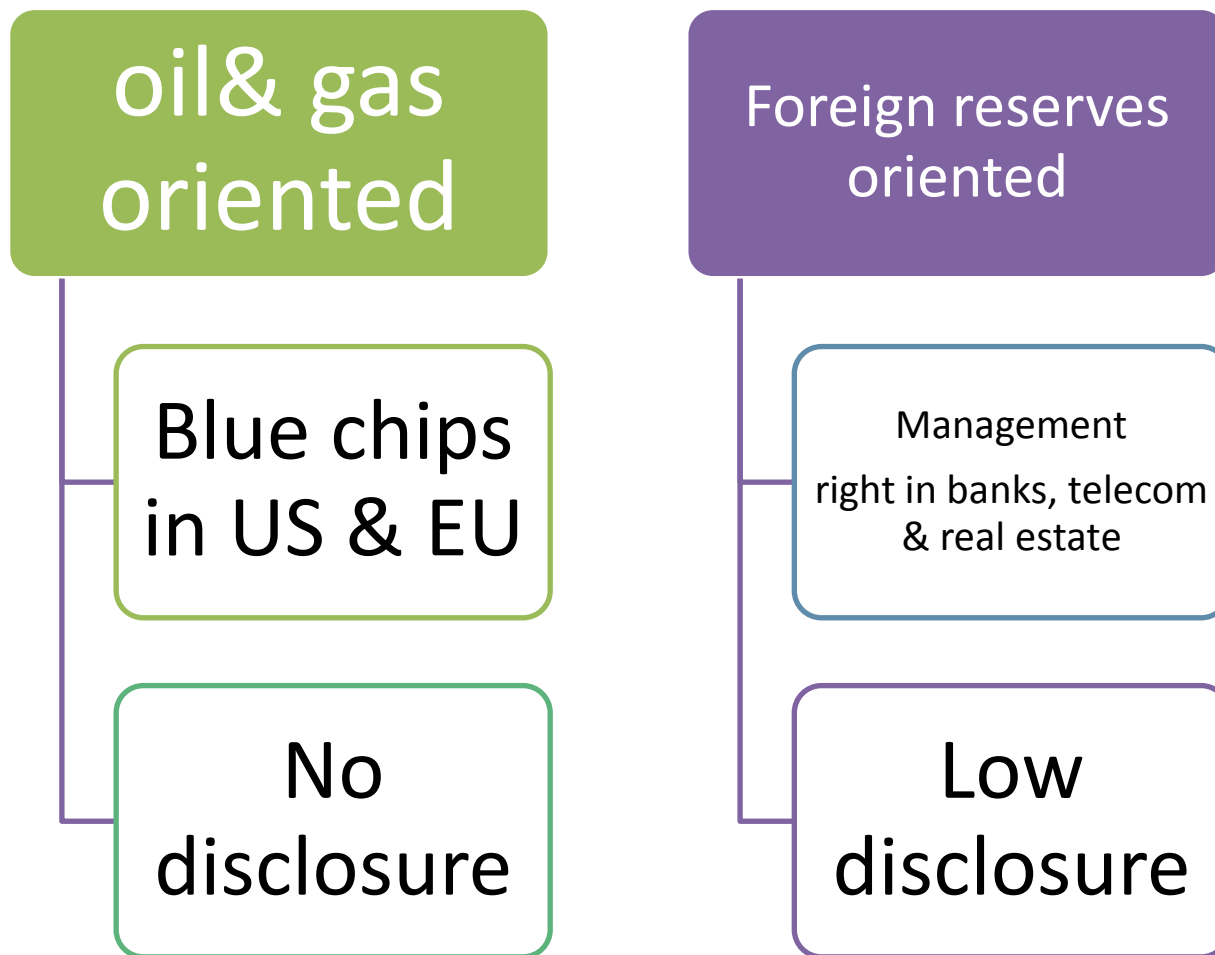 oil& gas
oriented
Blue chips
in US & EU
No
disclosure
Foreign reserves
oriented
Management
right in banks, telecom
& real estate
Low
disclosure